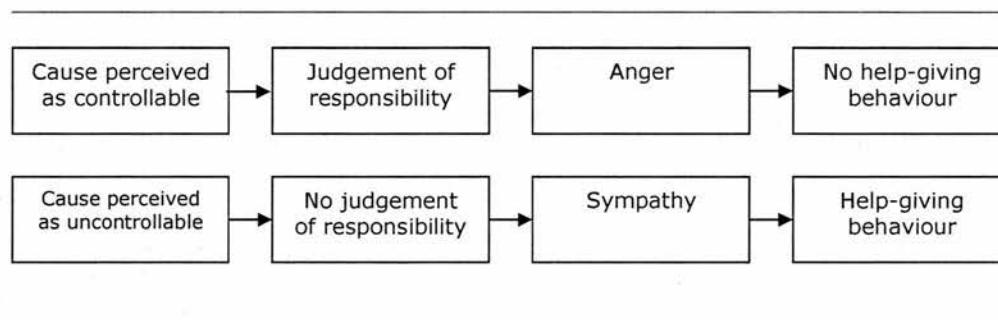 Cause perceived
as controllable
Judgement of
responsibility
Anger
No help-giving
behaviour
Cause perceived
as uncontrollable
No judgement
of responsibility
Sympathy
Help-giving
behaviour